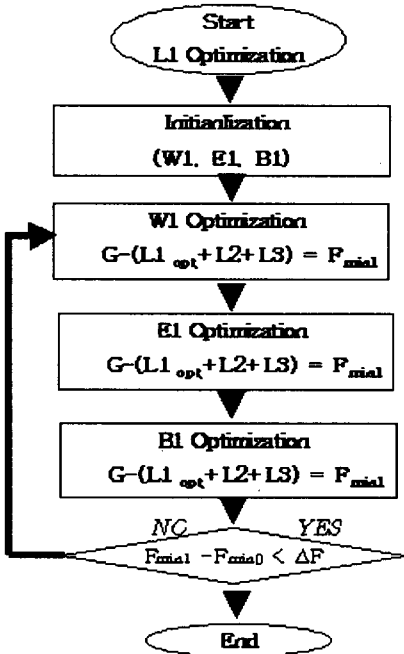 Start
L1 Optimization
Initianlization
(W1, E1, B1)
W1 Optimization
G-(L1 opt+L2+L3) = Fmin1
E1 Optimization
G-(L1 opt+L2+L3) = Fmin1
B1 Optimization
G-(L1 opt+L2+L3) = Fmin1
NO YES
Fmin1 -Fmin0 < ΔF
End